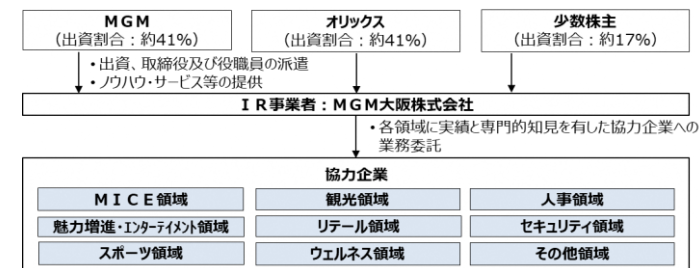 MGM
(出資割合：約41%)
オリックス
(出資割合：約41%)
少数株主
(出資割合：約17%)
・出資、取締役及び役職員の派遣
・ノウハウ・サービス等の提供
ＩＲ事業者：ＭＧＭ大阪株式会社
・各領域に実績と専門的知見を有した協力企業への
業務委託
協力企業
ＭＩＣＥ領域
観光領域
人事領域
魅力増進・ｴﾝﾀｰﾃｲﾒﾝﾄ領域
リテール領域
セキュリティ領域
スポーツ領域
ウェルネス領域
その他領域